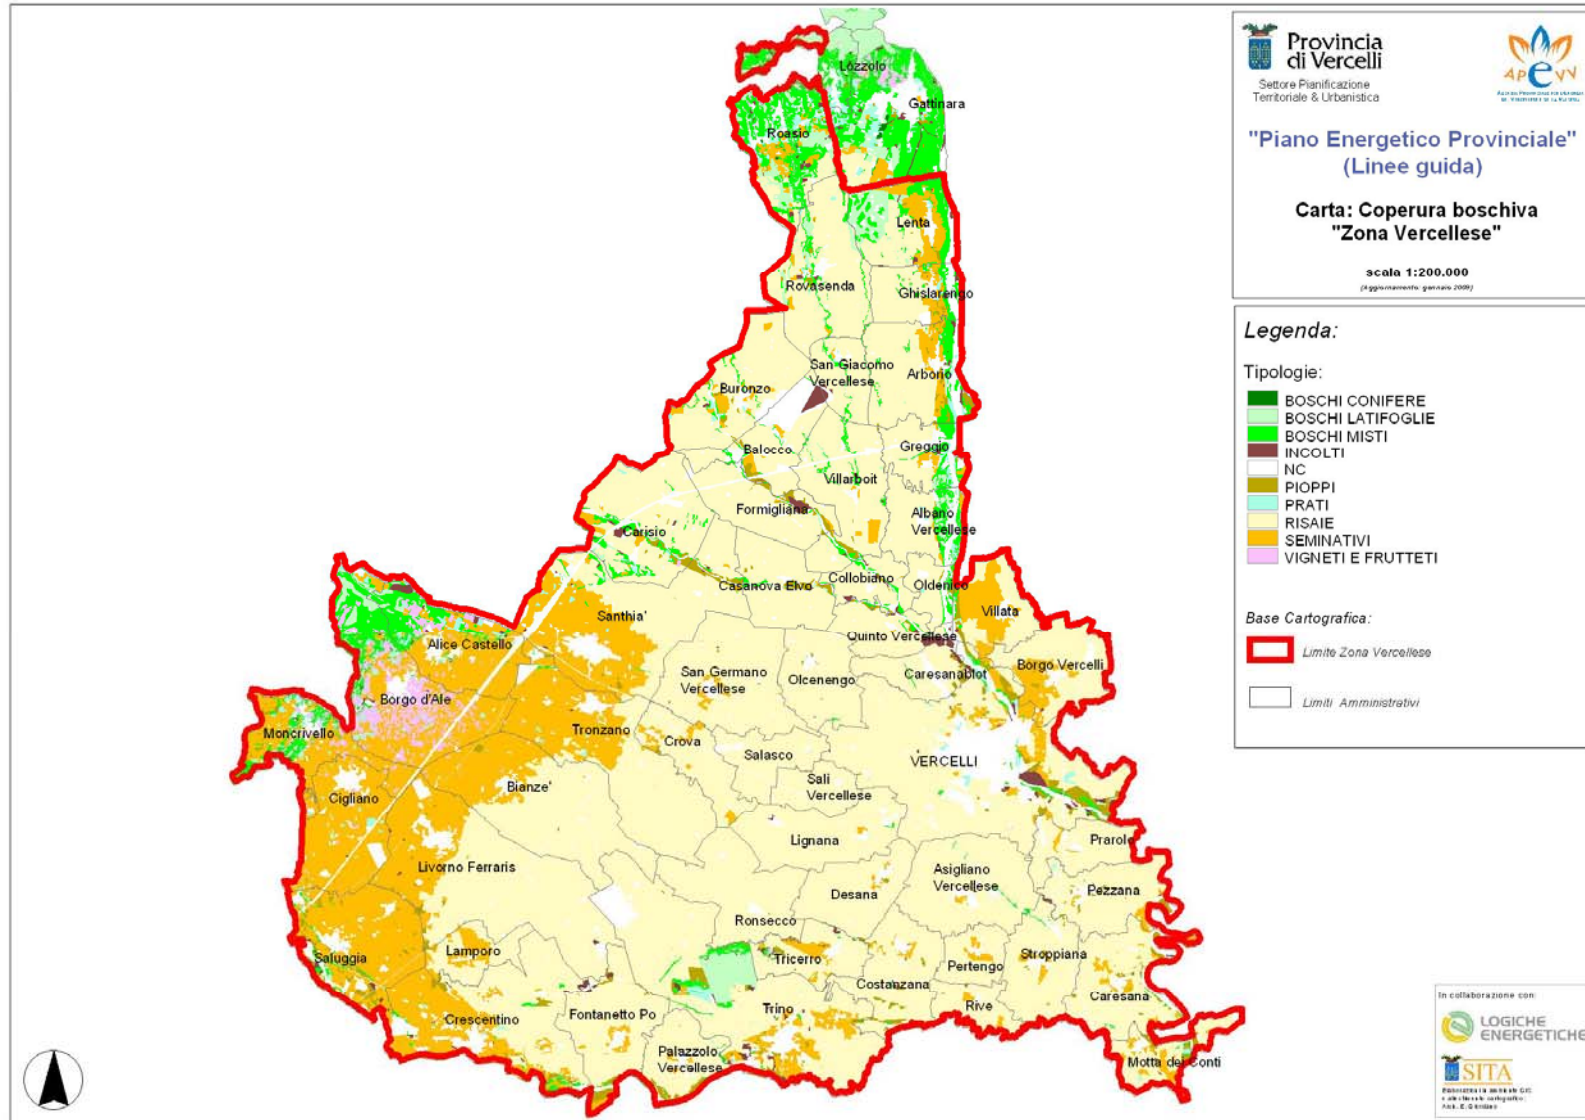 Provincia
di Vercelli
Settore Pianificazione
Territoriale & Urbanistica
APEVV
"Piano Energetico Provinciale"
(Linee guida)
Carta: Coperura boschiva
"Zona Vercellese"
scala 1:200.000
(Aggiornamento: gennaio 2009)
Legenda:
Tipologie:
BOSCHI CONIFERE
BOSCHI LATIFOGLIE
BOSCHI MISTI
INCOLTI
NC
PIOPPI
PRATI
RISAIE
SEMINATIVI
VIGNETI E FRUTTETI
Base Cartografica:
Limite Zona Vercellese
Limiti Amministrativi
Lozzolo
Gattinara
Roasio
Lenta
Rovasenda
Ghislarengo
San Giacomo
Vercellese
Arborio
Buronzo
Balocco
Greggio
Villarboit
Formigliana
Albano
Vercellese
Carisio
Casanova Elvo
Collobiano
Oldenico
Villata
Santhia'
Quinto Vercellese
Alice Castello
San Germano
Vercellese
Olcenengo
Caresanablot
Borgo Vercelli
Borgo d'Ale
Moncrivello
Tronzano
Crova
Salasco
VERCELLI
Bianze'
Sali
Vercellese
Cigliano
Lignana
Prarolo
Livorno Ferraris
Asigliano
Vercellese
Desana
Pezzana
Ronsecco
Lamporo
Saluggia
Tricerro
Pertengo
Stroppiana
Costanzana
Caresana
Rive
Trino
Crescentino
Fontanetto Po
Palazzolo
Vercellese
Motta dei Conti
In collaborazione con:
LOGICHE
ENERGETICHE
SITA